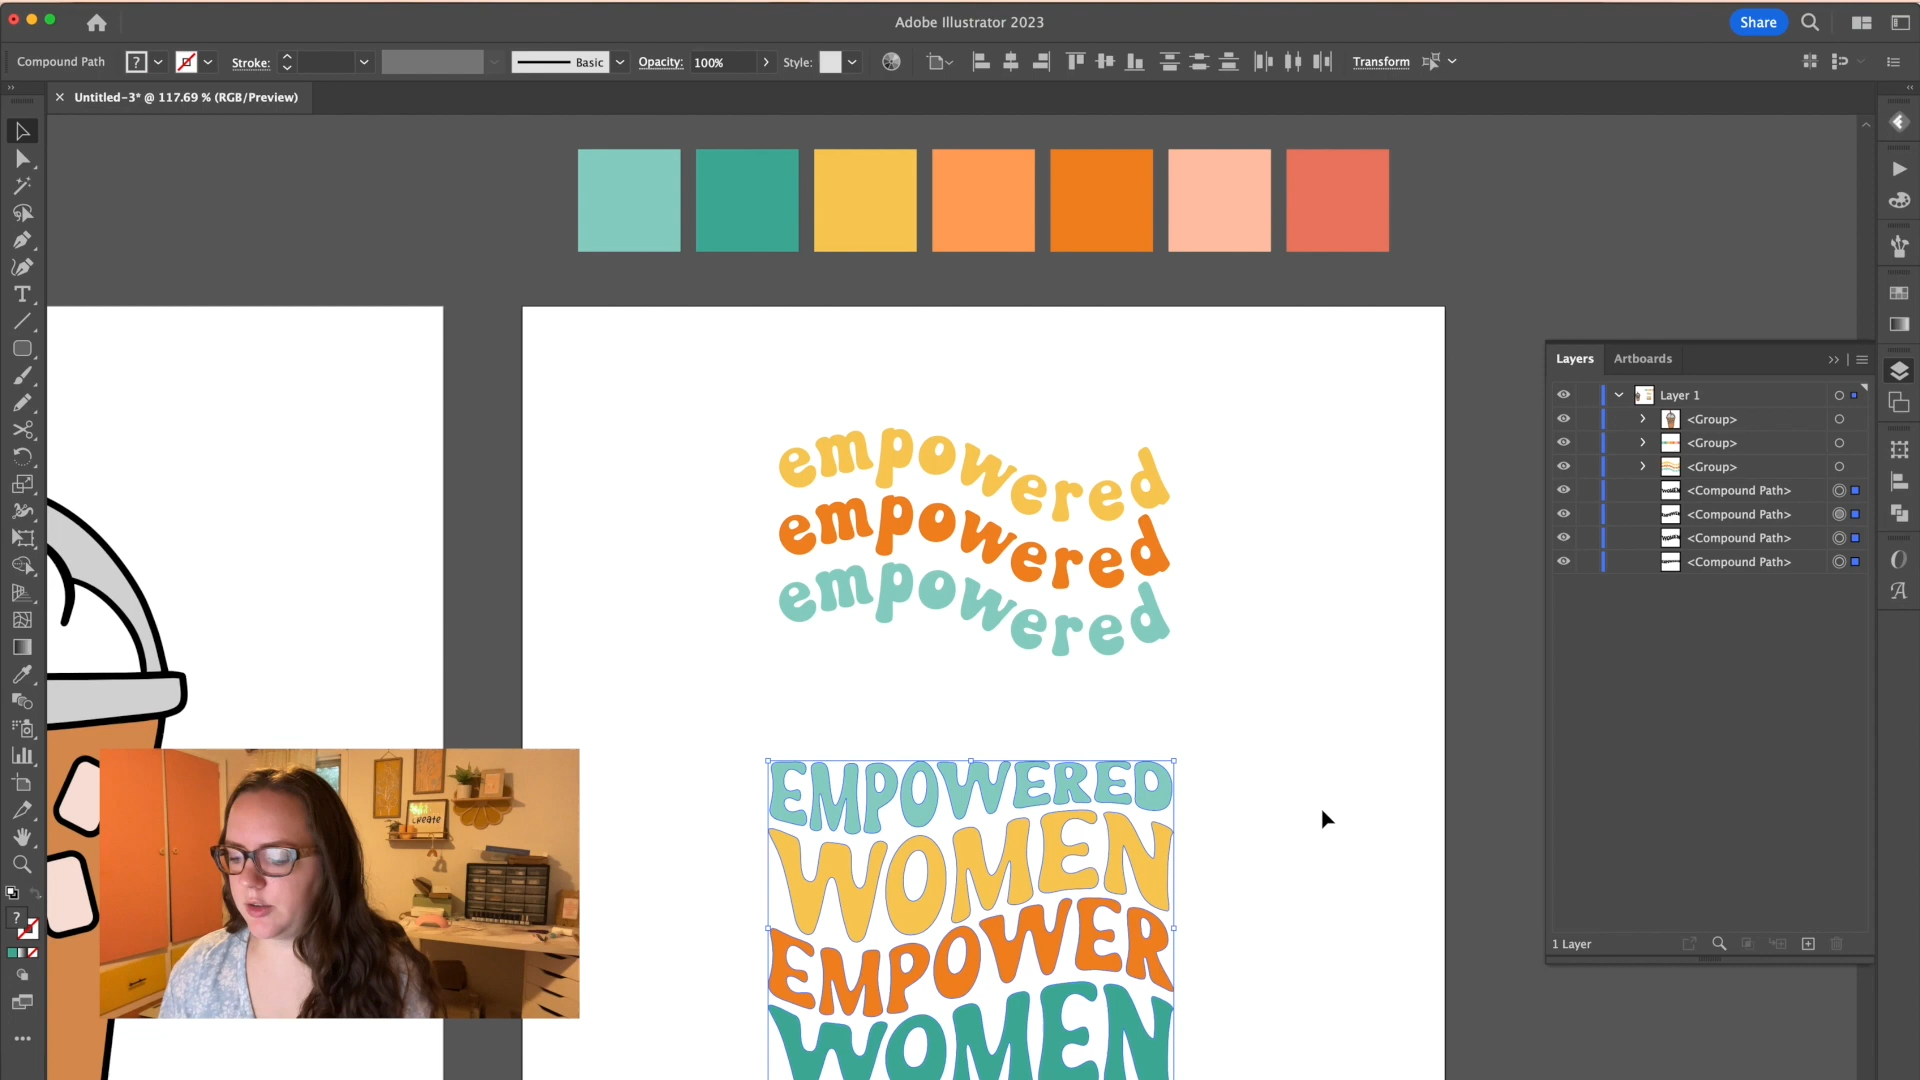 Adobe Illustrator 2023
Share
Compound Path
?
Stroke:
Basic
Opacity:
100%
Style:
Transform
Untitled-3* @ 117.69 % (RGB/Preview)
empowered
empowered
empowered
EMPOWERED
WOMEN
EMPOWER
WOMEN
create
Layers
Artboards
Layer 1
<Group>
<Group>
<Group>
<Compound Path>
<Compound Path>
<Compound Path>
<Compound Path>
1 Layer